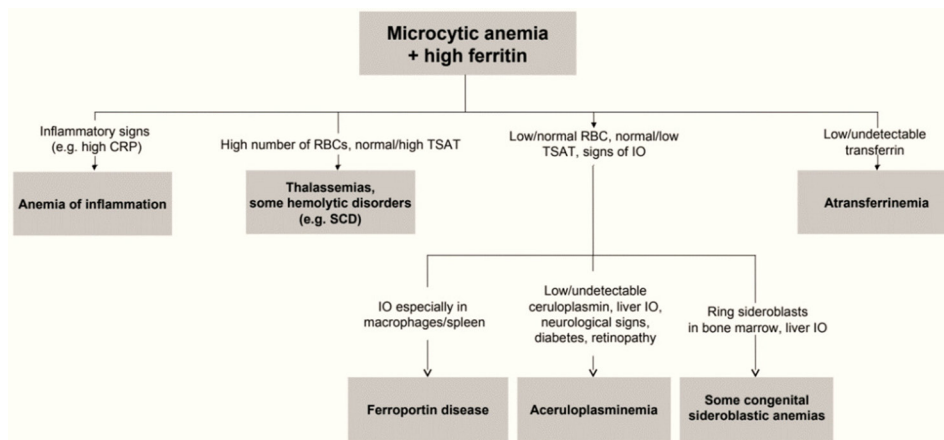 Microcytic anemia
+ high ferritin
Inflammatory signs
(e.g. high CRP)
High number of RBCs, normal/high TSAT
Low/normal RBC, normal/low
TSAT, signs of IO
Low/undetectable
transferrin
Anemia of inflammation
Thalassemias,
some hemolytic disorders
(e.g. SCD)
Atransferrinemia
IO especially in
macrophages/spleen
Low/undetectable
ceruloplasmin, liver IO,
neurological signs,
diabetes, retinopathy
Ring sideroblasts
in bone marrow, liver IO
Ferroportin disease
Aceruloplasminemia
Some congenital
sideroblastic anemias